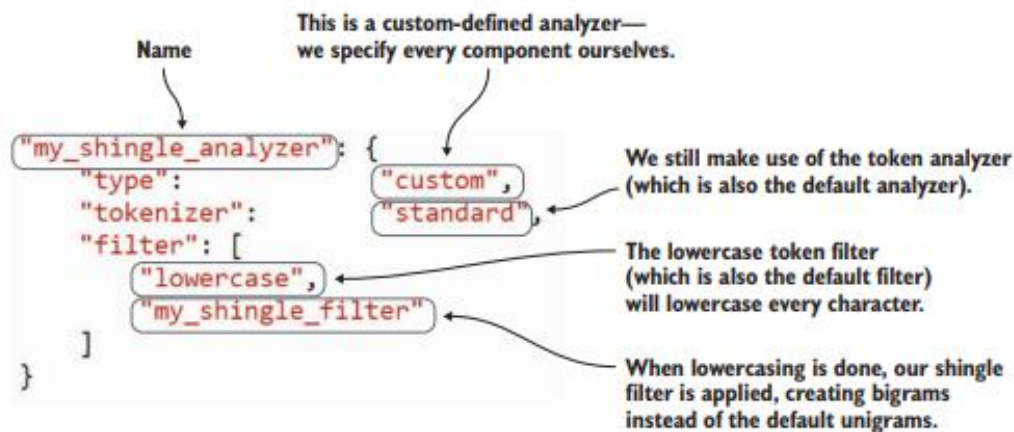 This is a custom-defined analyzer—
we specify every component ourselves.
Name
"my_shingle_analyzer": {
"type": "custom",
"tokenizer": "standard",
"filter": [
"lowercase",
"my_shingle_filter"
]
}
We still make use of the token analyzer
(which is also the default analyzer).
The lowercase token filter
(which is also the default filter)
will lowercase every character.
When lowercasing is done, our shingle
filter is applied, creating bigrams
instead of the default unigrams.